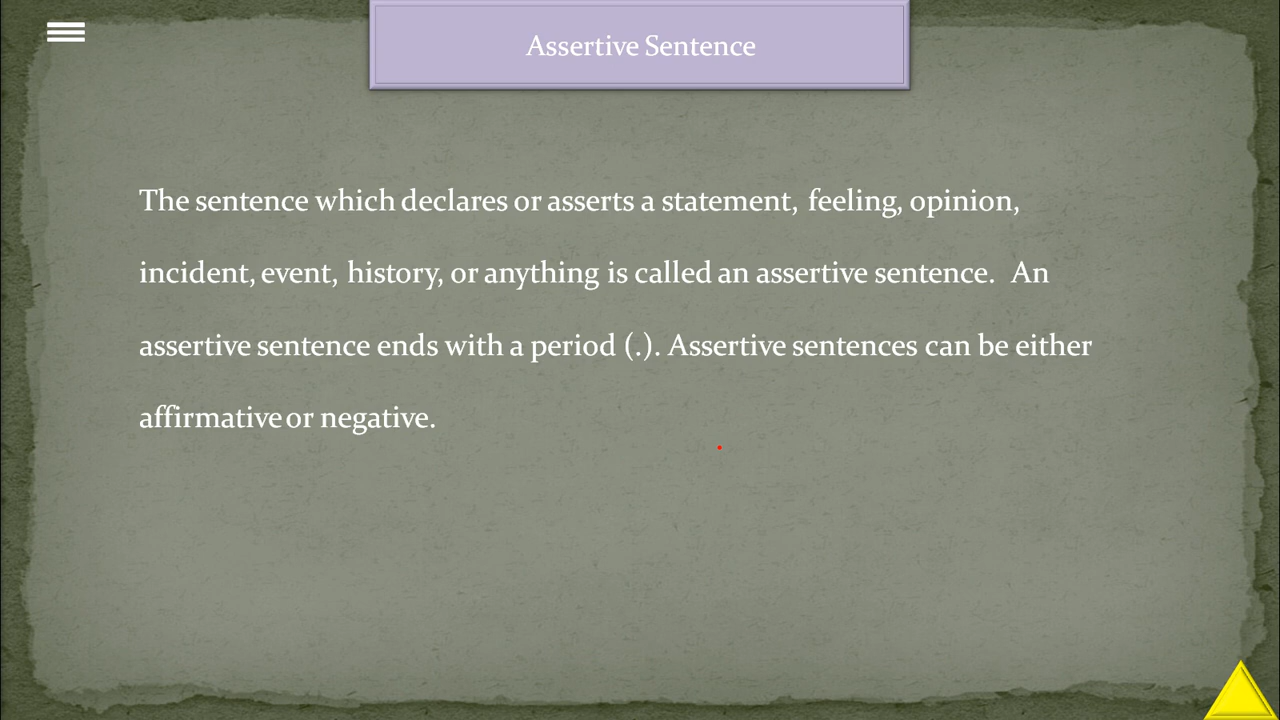 Assertive Sentence
The sentence which declares or asserts a statement, feeling, opinion,
incident, event, history, or anything is called an assertive sentence. An
assertive sentence ends with a period (.). Assertive sentences can be either
affirmative or negative.